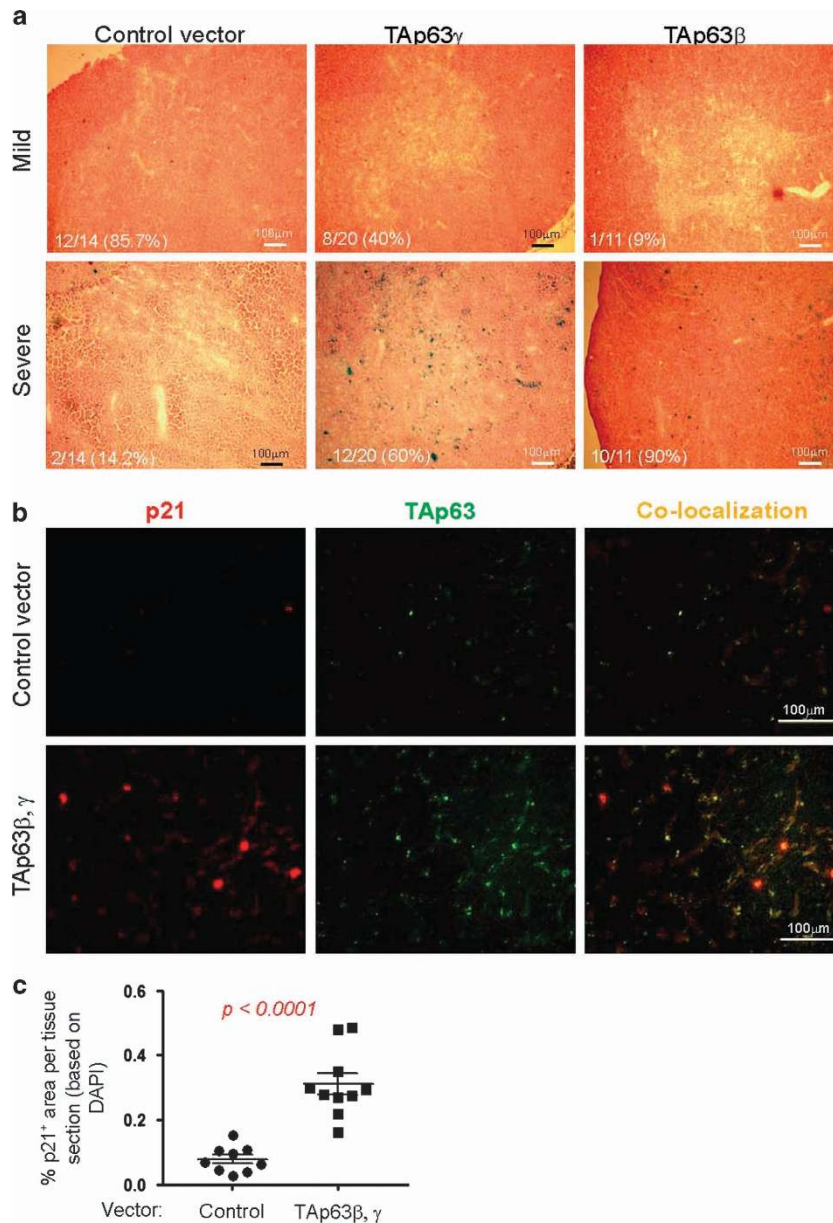 a
Control vector TAp63γ TAp63β
Mild
12/14 (85.7%) 100µm
8/20 (40%) 100µm
1/11 (9%) 100µm
Severe
2/14 (14.2%) 100µm
12/20 (60%) 100µm
10/11 (90%) 100µm
b
p21 TAp63 Co-localization
Control vector
100µm
TAp63β, γ
100µm
c
% p21⁺ area per tissue
section (based on
DAPI)
0.6
0.4
0.2
0.0
p < 0.0001
Vector: Control TAp63β, γ